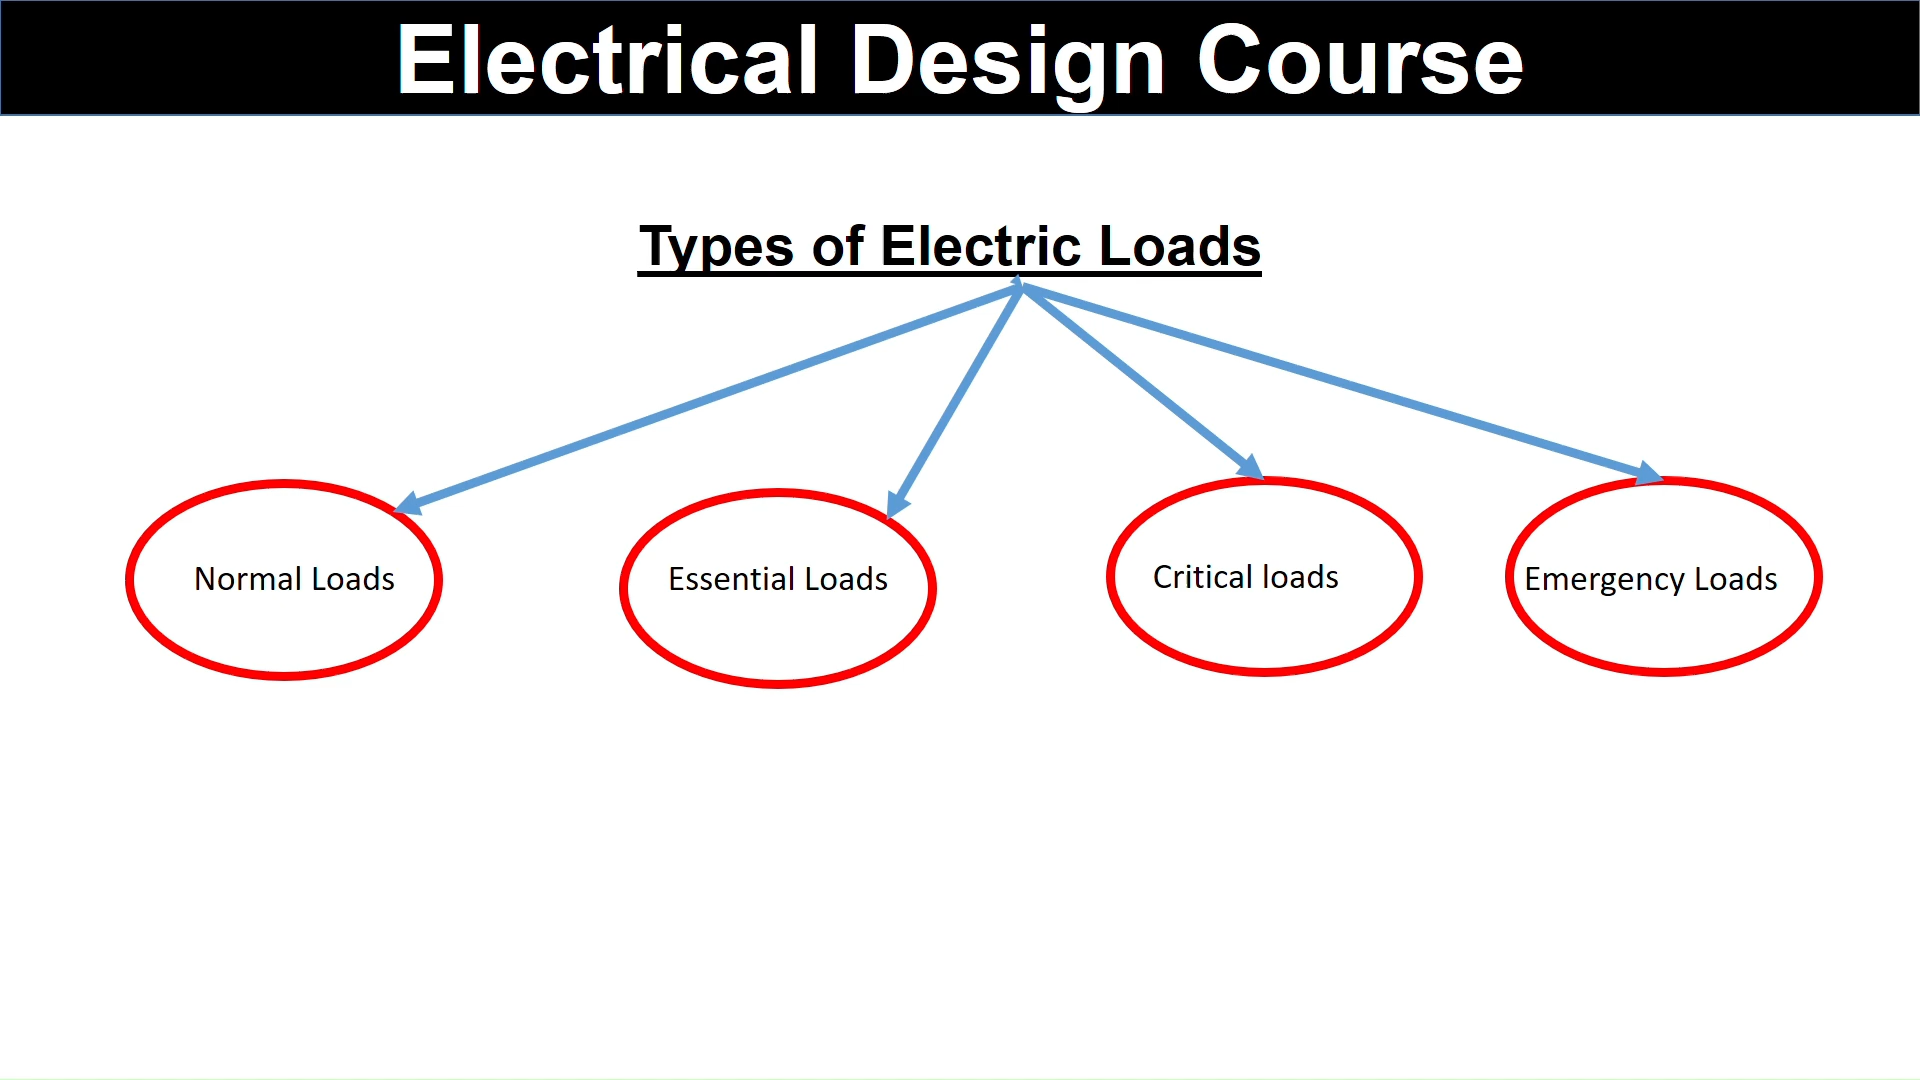 Electrical Design Course
Types of Electric Loads
Normal Loads
Essential Loads
Critical loads
Emergency Loads